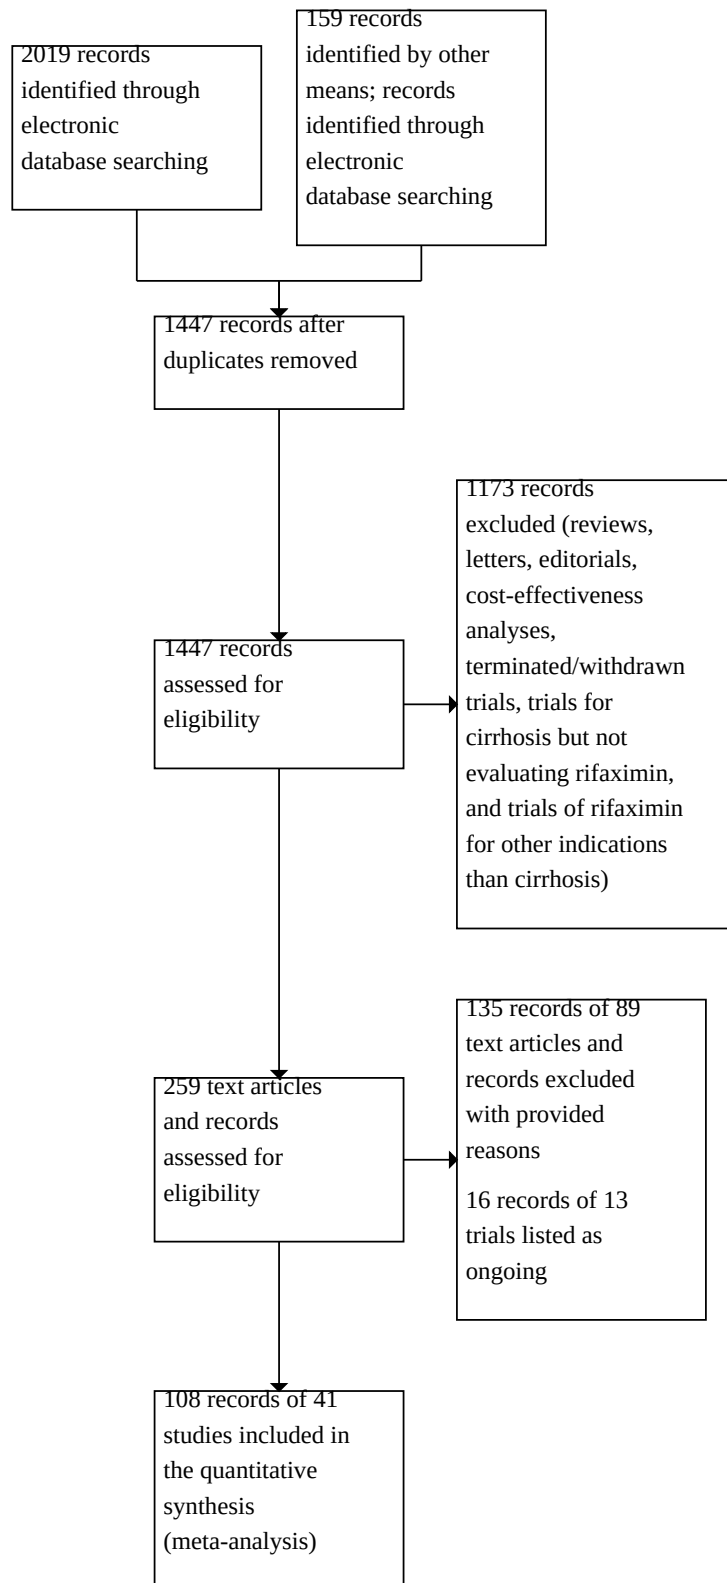 2019 records
identified through
electronic
database searching
159 records
identified by other
means; records
identified through
electronic
database searching
1447 records after
duplicates removed
1173 records
excluded (reviews,
letters, editorials,
cost-effectiveness
analyses,
terminated/withdrawn
trials, trials for
cirrhosis but not
evaluating rifaximin,
and trials of rifaximin
for other indications
than cirrhosis)
1447 records
assessed for
eligibility
135 records of 89
text articles and
records excluded
with provided
reasons
16 records of 13
trials listed as
ongoing
259 text articles
and records
assessed for
eligibility
108 records of 41
studies included in
the quantitative
synthesis
(meta-analysis)